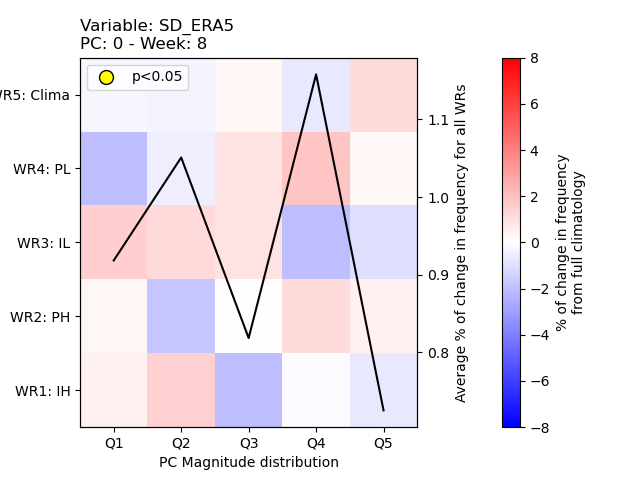 Variable: SD_ERA5
PC: 0 - Week: 8
p<0.05
WR5: Clima
WR4: PL
WR3: IL
WR2: PH
WR1: IH
Q1 Q2 Q3 Q4 Q5
PC Magnitude distribution
1.1
1.0
0.9
0.8
Average % of change in frequency for all WRs
8
6
4
2
0
−2
−4
−6
−8
% of change in frequency
from full climatology